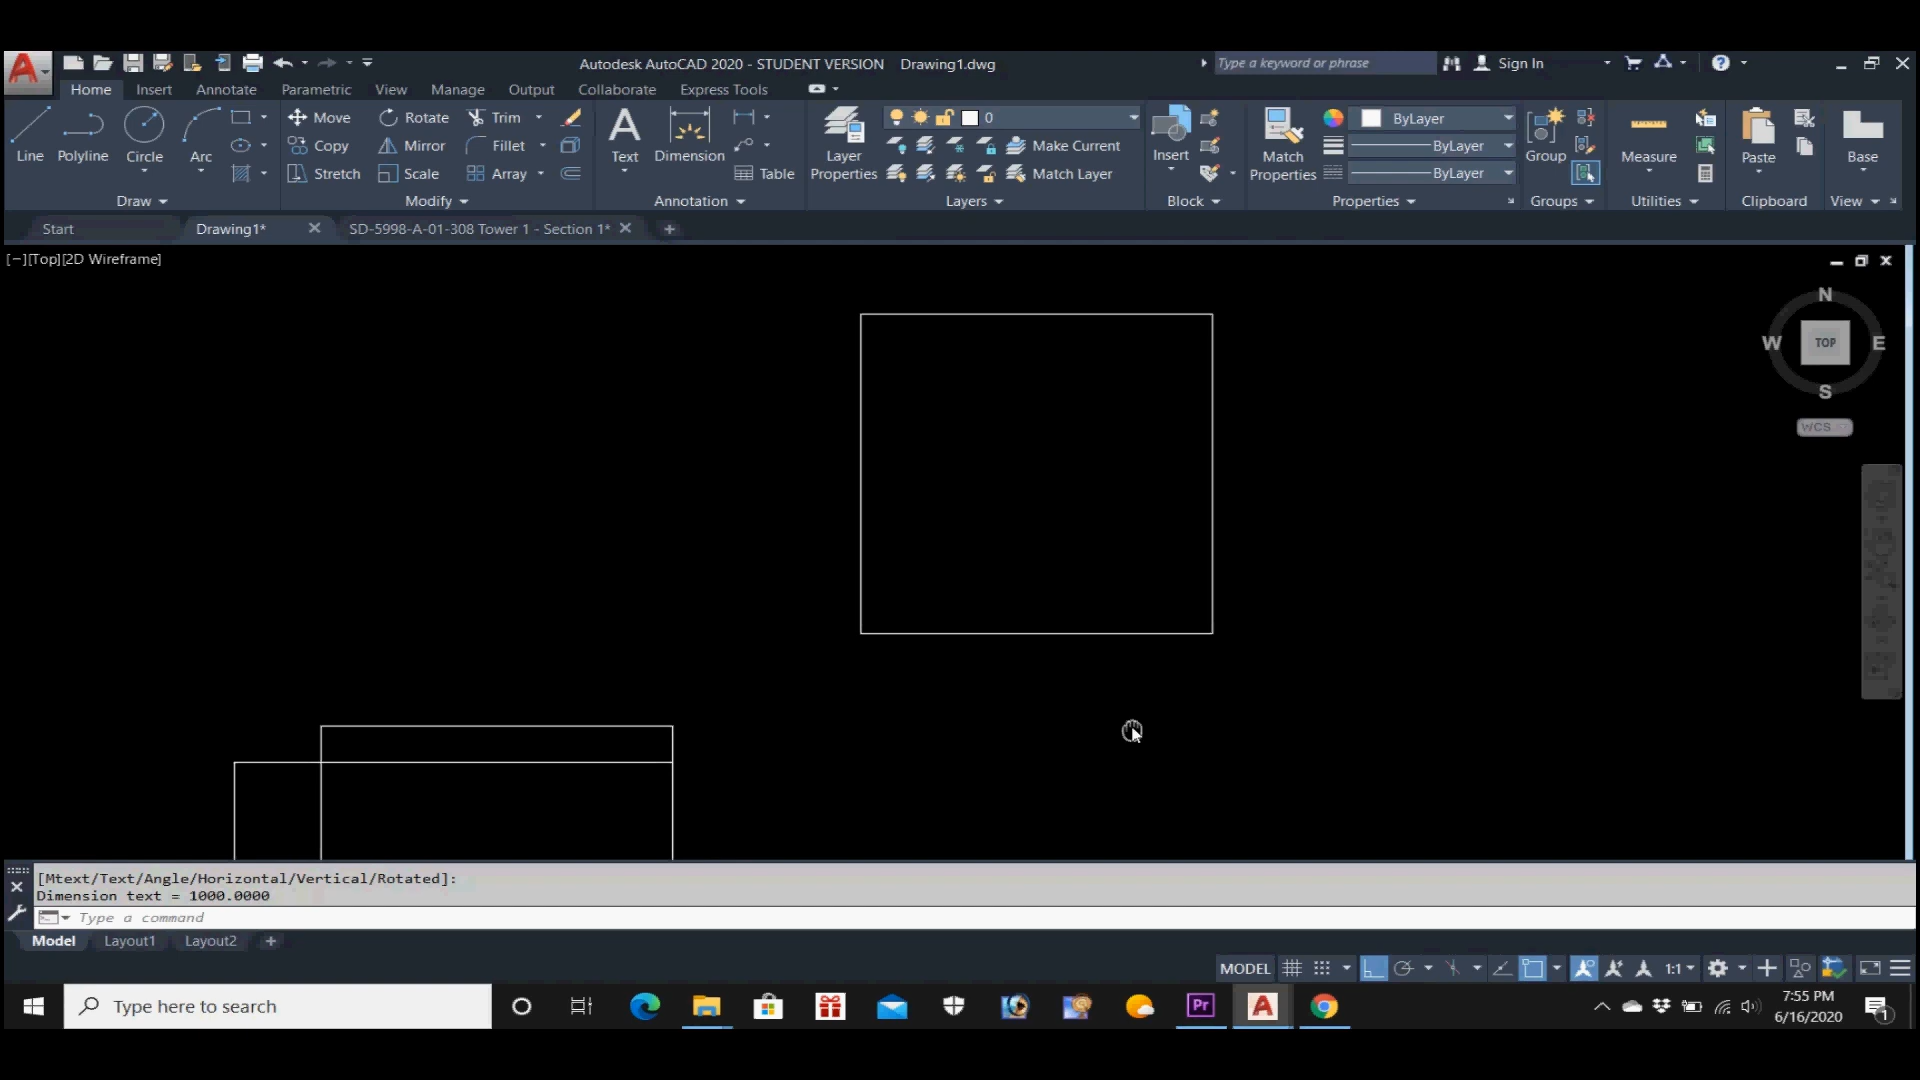 Autodesk AutoCAD 2020 - STUDENT VERSION Drawing1.dwg
Type a keyword or phrase
Sign In
Home Insert Annotate Parametric View Manage Output Collaborate Express Tools
Line Polyline Circle Arc
Move Rotate Trim
Copy Mirror Fillet
Stretch Scale Array
Text Dimension Table
Layer Properties
0
Make Current
Match Layer
Insert
Match Properties
ByLayer
ByLayer
ByLayer
Group
Measure
Paste
Base
Draw Modify Annotation Layers Block Properties Groups Utilities Clipboard View
Start Drawing1* SD-5998-A-01-308 Tower 1 - Section 1*
[−][Top][2D Wireframe]
N
W TOP E
S
WCS
[Mtext/Text/Angle/Horizontal/Vertical/Rotated]:
Dimension text = 1000.0000
Type a command
Model Layout1 Layout2
MODEL 1:1
Type here to search
Pr
7:55 PM
6/16/2020
1